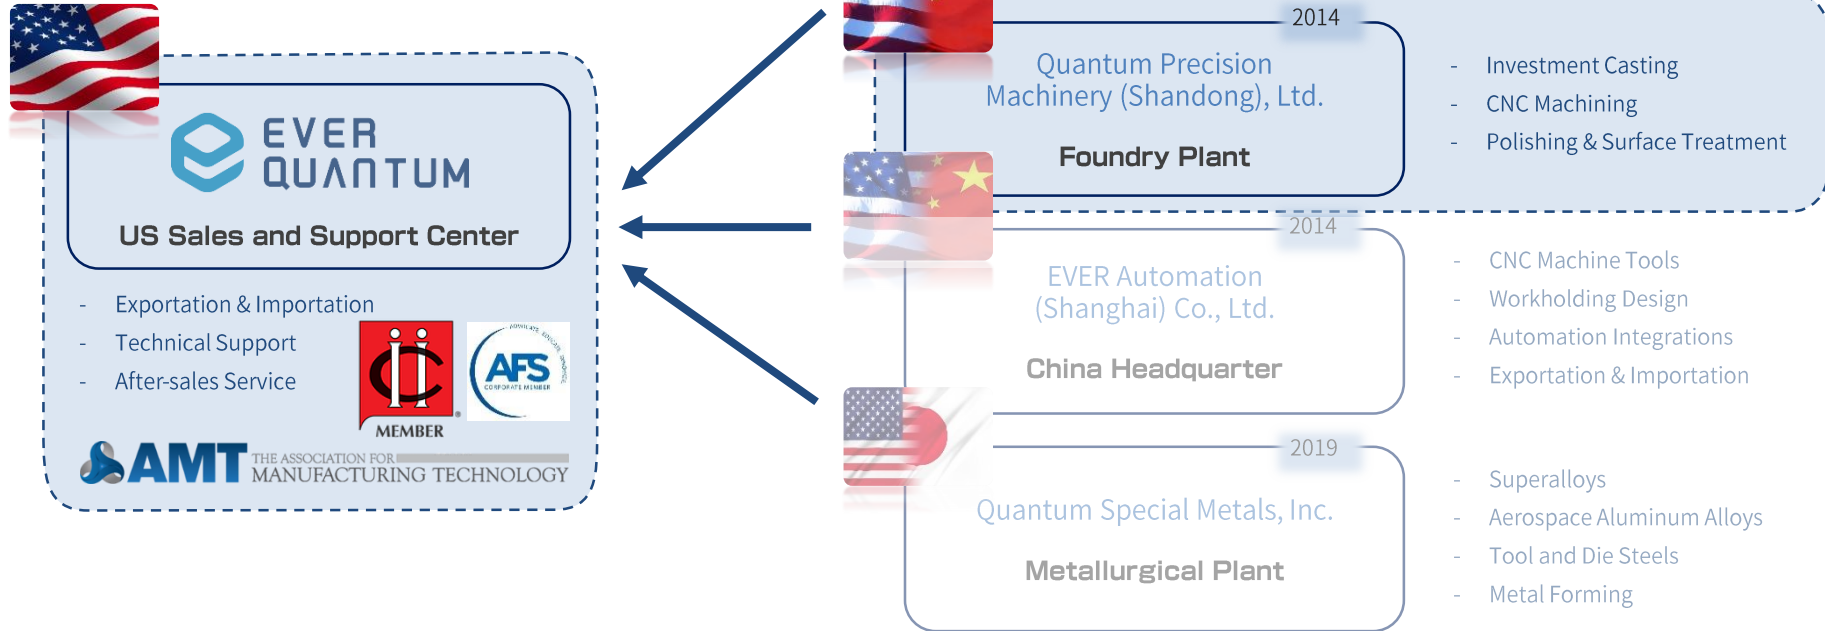 EVER
QUANTUM
US Sales and Support Center
- Exportation & Importation
- Technical Support
- After-sales Service
ici
MEMBER
®
ADVOCATE EDUCATE
AFS
CORPORATE MEMBER
AMT THE ASSOCIATION FOR
MANUFACTURING TECHNOLOGY
2014
Quantum Precision
Machinery (Shandong), Ltd.
Foundry Plant
- Investment Casting
- CNC Machining
- Polishing & Surface Treatment
2014
EVER Automation
(Shanghai) Co., Ltd.
China Headquarter
- CNC Machine Tools
- Workholding Design
- Automation Integrations
- Exportation & Importation
2019
Quantum Special Metals, Inc.
Metallurgical Plant
- Superalloys
- Aerospace Aluminum Alloys
- Tool and Die Steels
- Metal Forming